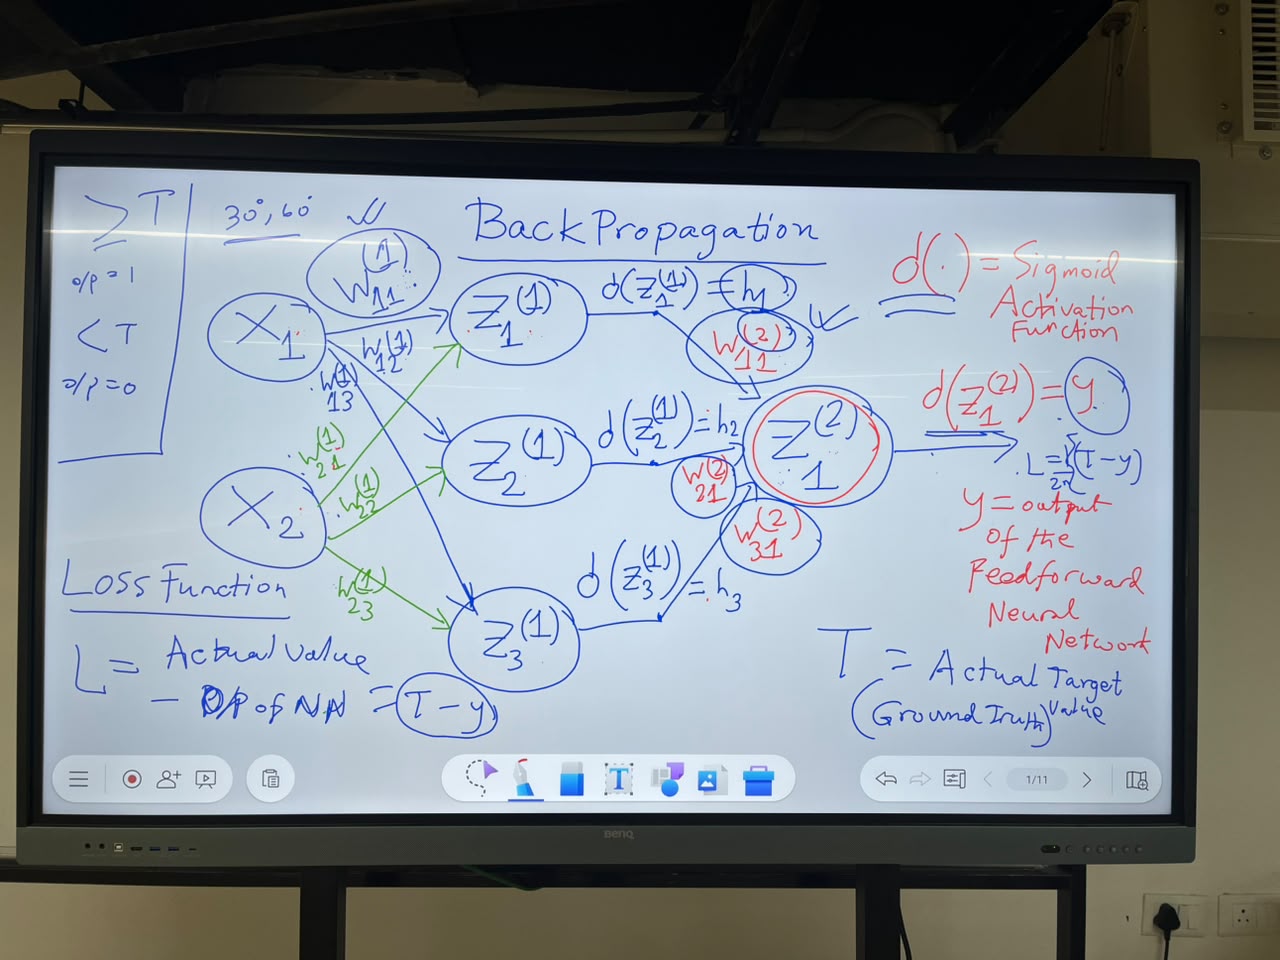 ≥ T
o/p = 1
< T
o/p = 0
30°, 60°
BackPropagation
W11(1)
X1
W12(1)
W13(1)
W21(1)
W22(1)
X2
W23(1)
Z1(1)
Z2(1)
Z3(1)
d(Z1(1)) = h1
W11(2)
d(Z2(1)) = h2
W21(2)
W31(2)
d(Z3(1)) = h3
Z1(2)
d(.) = Sigmoid
Activation
Function
d(Z1(2)) = y
(T-y)
y = output
of the
Feedforward
Neural
Network
Loss Function
L = Actual value
- O/P of NN = T-y
T = Actual Target
(Ground Truth) Value
T
1/11
BenQ